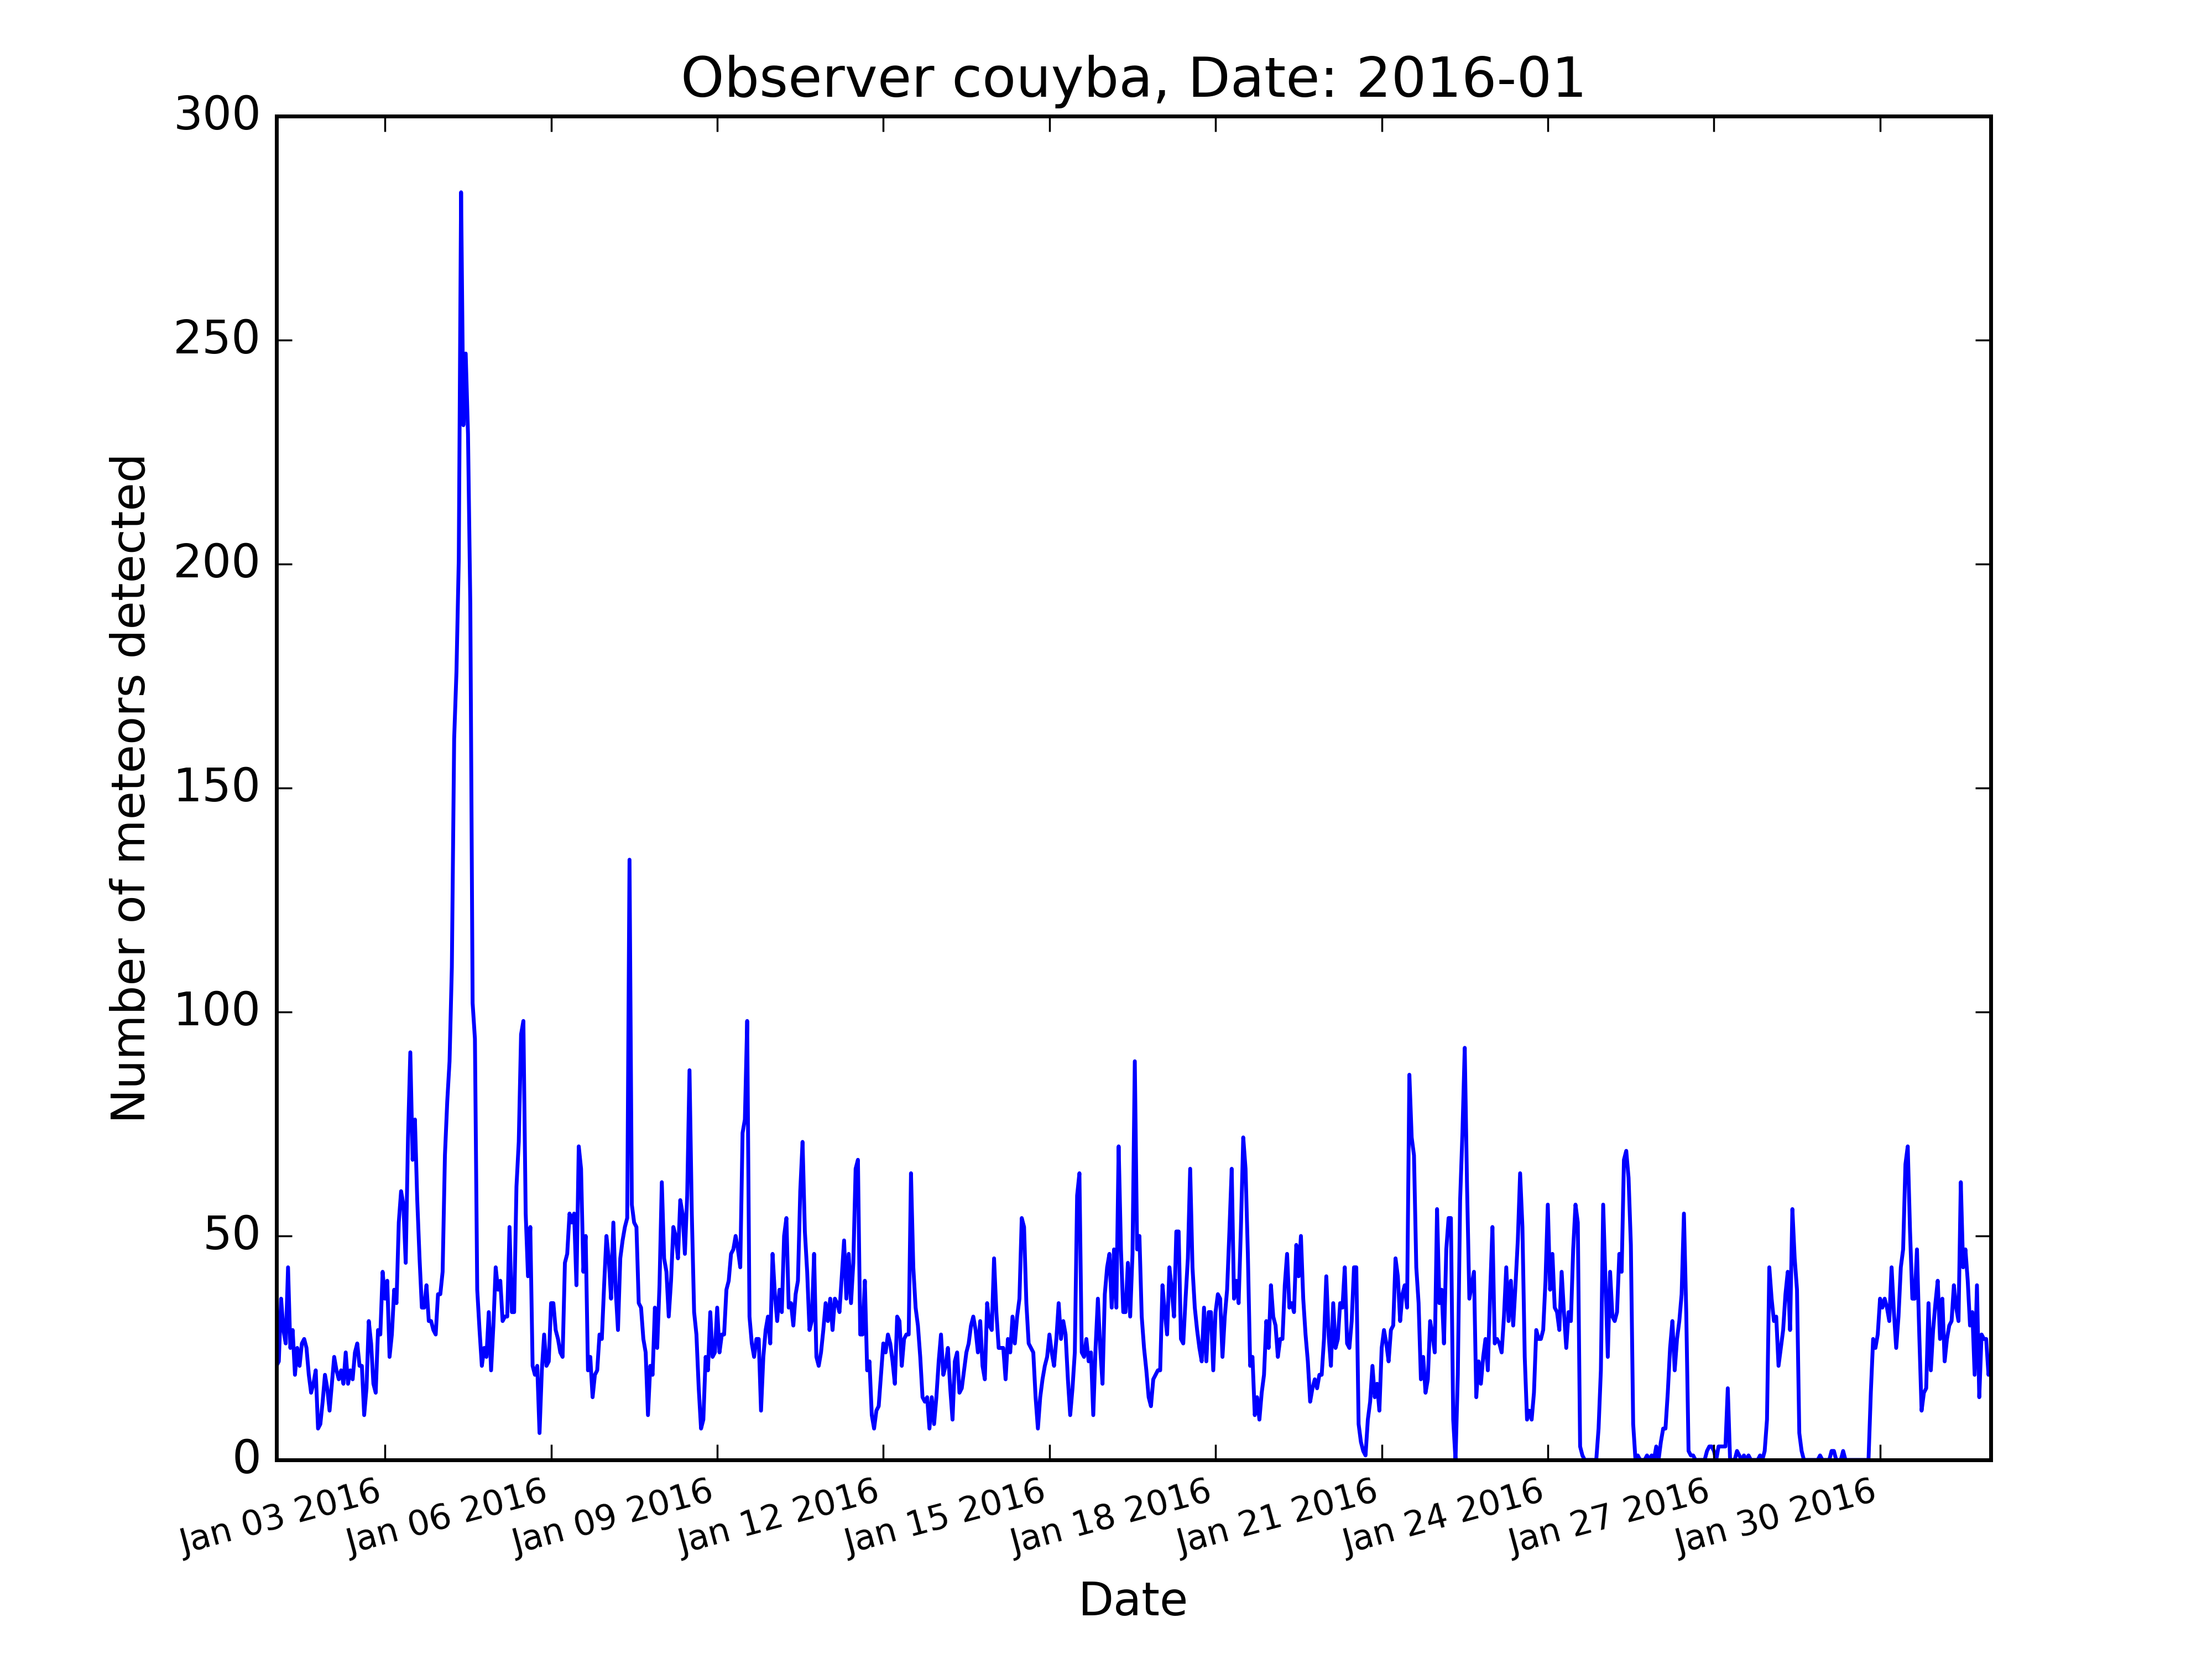 Observer couyba, Date: 2016-01
300
250
200
150
100
50
0
Number of meteors detected
Jan 03 2016
Jan 06 2016
Jan 09 2016
Jan 12 2016
Jan 15 2016
Jan 18 2016
Jan 21 2016
Jan 24 2016
Jan 27 2016
Jan 30 2016
Date